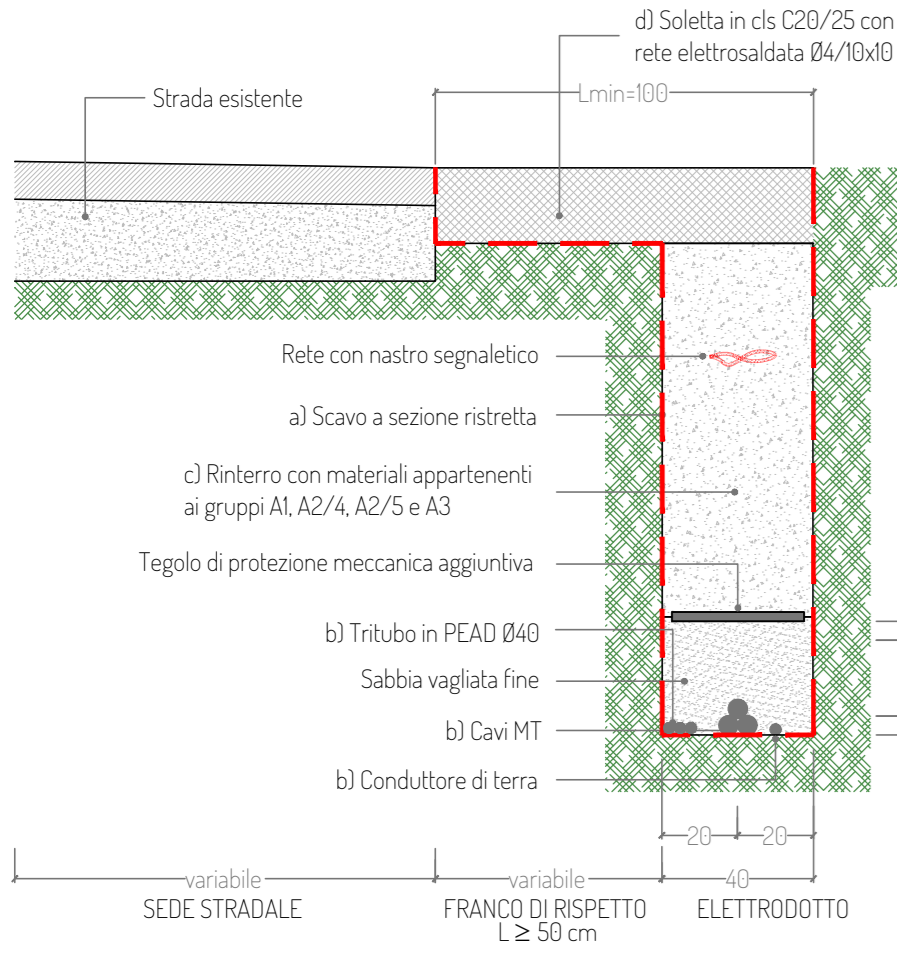 d) Soletta in cls C20/25 con
rete elettrosaldata Ø4/10x10
Lmin=100
Strada esistente
Rete con nastro segnaletico
a) Scavo a sezione ristretta
c) Rinterro con materiali appartenenti
ai gruppi A1, A2/4, A2/5 e A3
Tegolo di protezione meccanica aggiuntiva
b) Tritubo in PEAD Ø40
Sabbia vagliata fine
b) Cavi MT
b) Conduttore di terra
20 20
variabile variabile 40
SEDE STRADALE FRANCO DI RISPETTO ELETTRODOTTO
L ≥ 50 cm